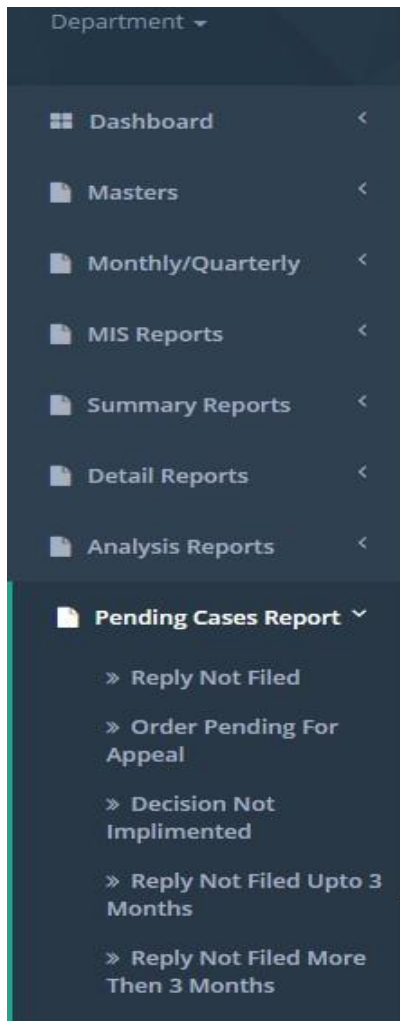 Department
Dashboard
Masters
Monthly/Quarterly
MIS Reports
Summary Reports
Detail Reports
Analysis Reports
Pending Cases Report
» Reply Not Filed
» Order Pending For
Appeal
» Decision Not
Implimented
» Reply Not Filed Upto 3
Months
» Reply Not Filed More
Then 3 Months